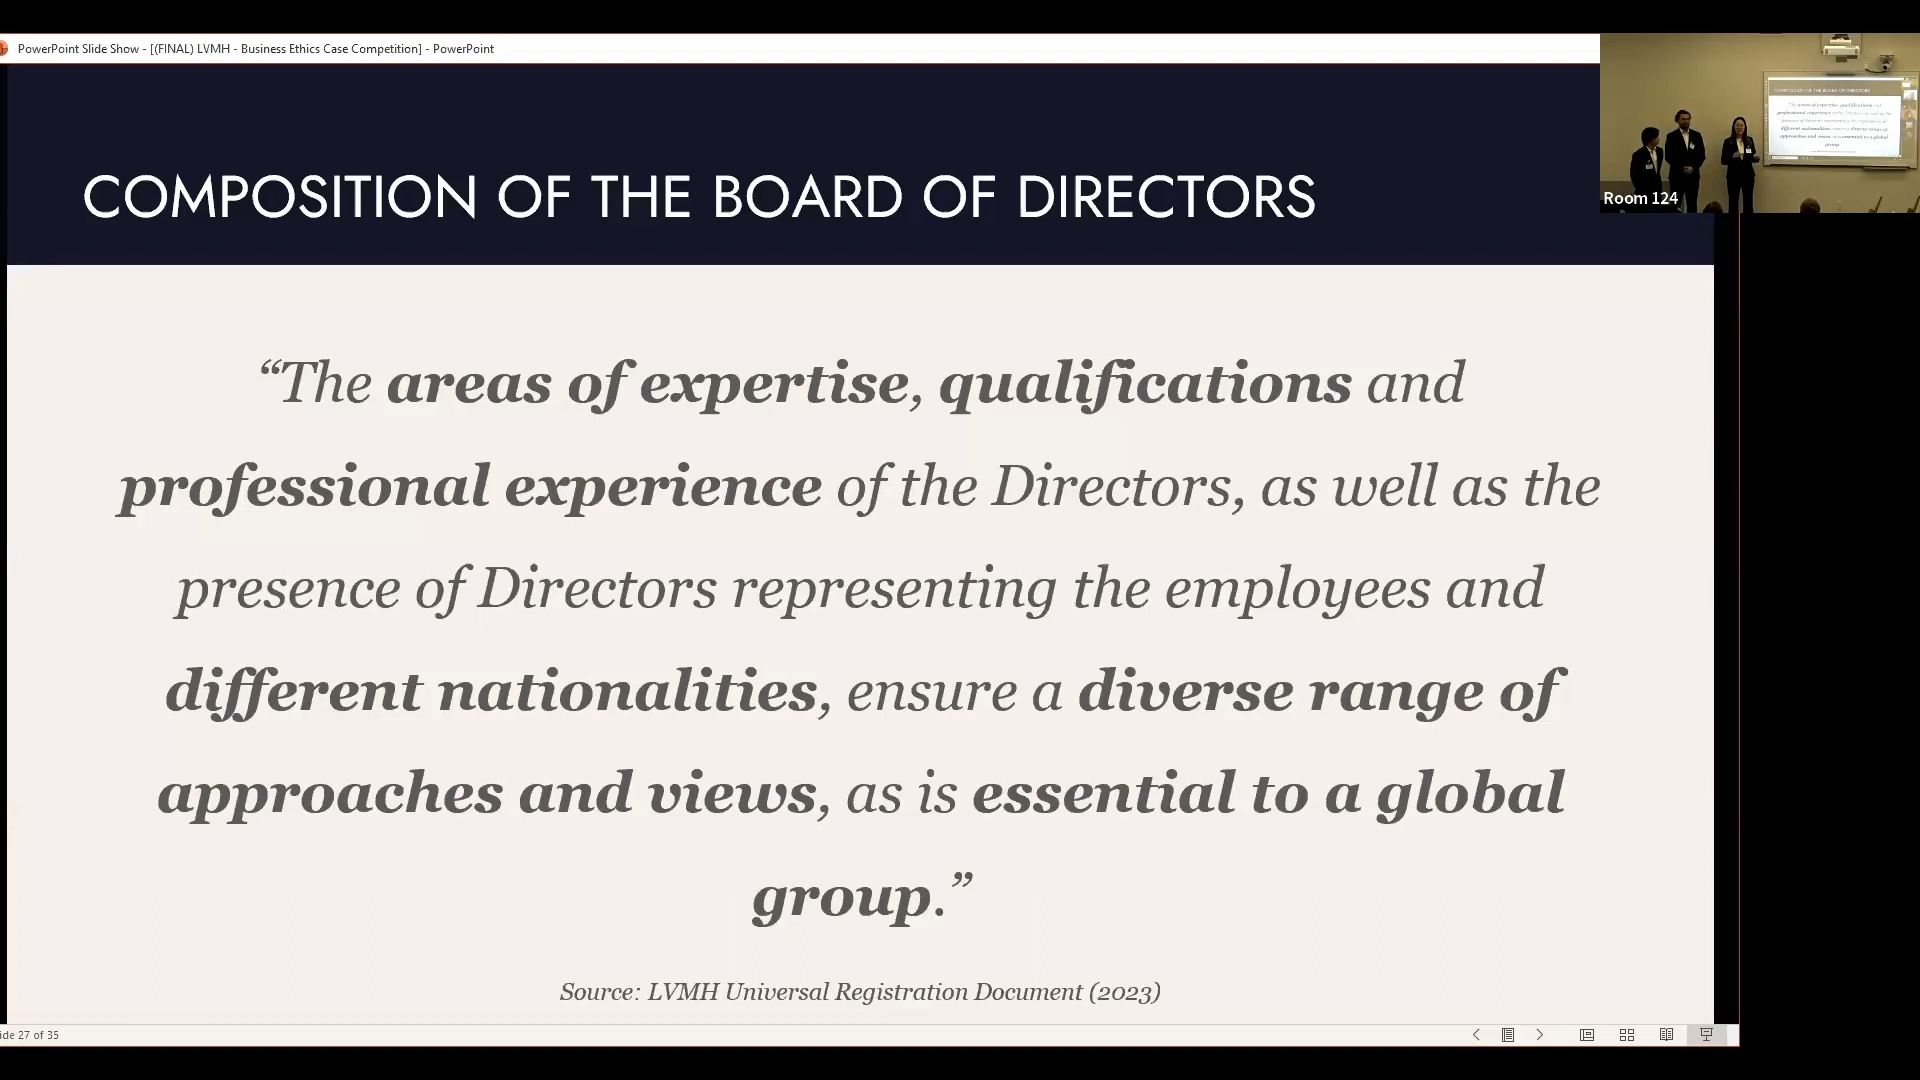 PowerPoint Slide Show - [(FINAL) LVMH - Business Ethics Case Competition] - PowerPoint
COMPOSITION OF THE BOARD OF DIRECTORS
Room 124
“The areas of expertise, qualifications and
professional experience of the Directors, as well as the
presence of Directors representing the employees and
different nationalities, ensure a diverse range of
approaches and views, as is essential to a global
group.”
Source: LVMH Universal Registration Document (2023)
ide 27 of 35